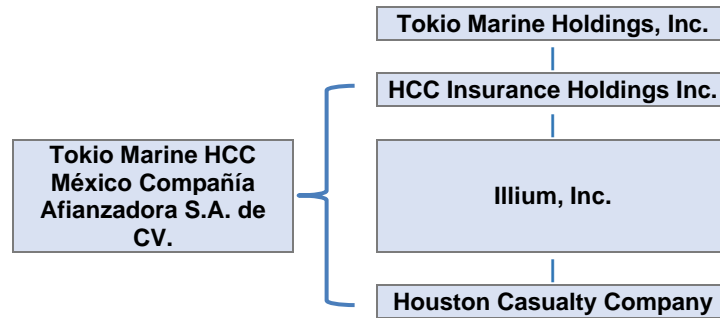 Tokio Marine Holdings, Inc.
HCC Insurance Holdings Inc.
Tokio Marine HCC
México Compañía
Afianzadora S.A. de
CV.
Illium, Inc.
Houston Casualty Company